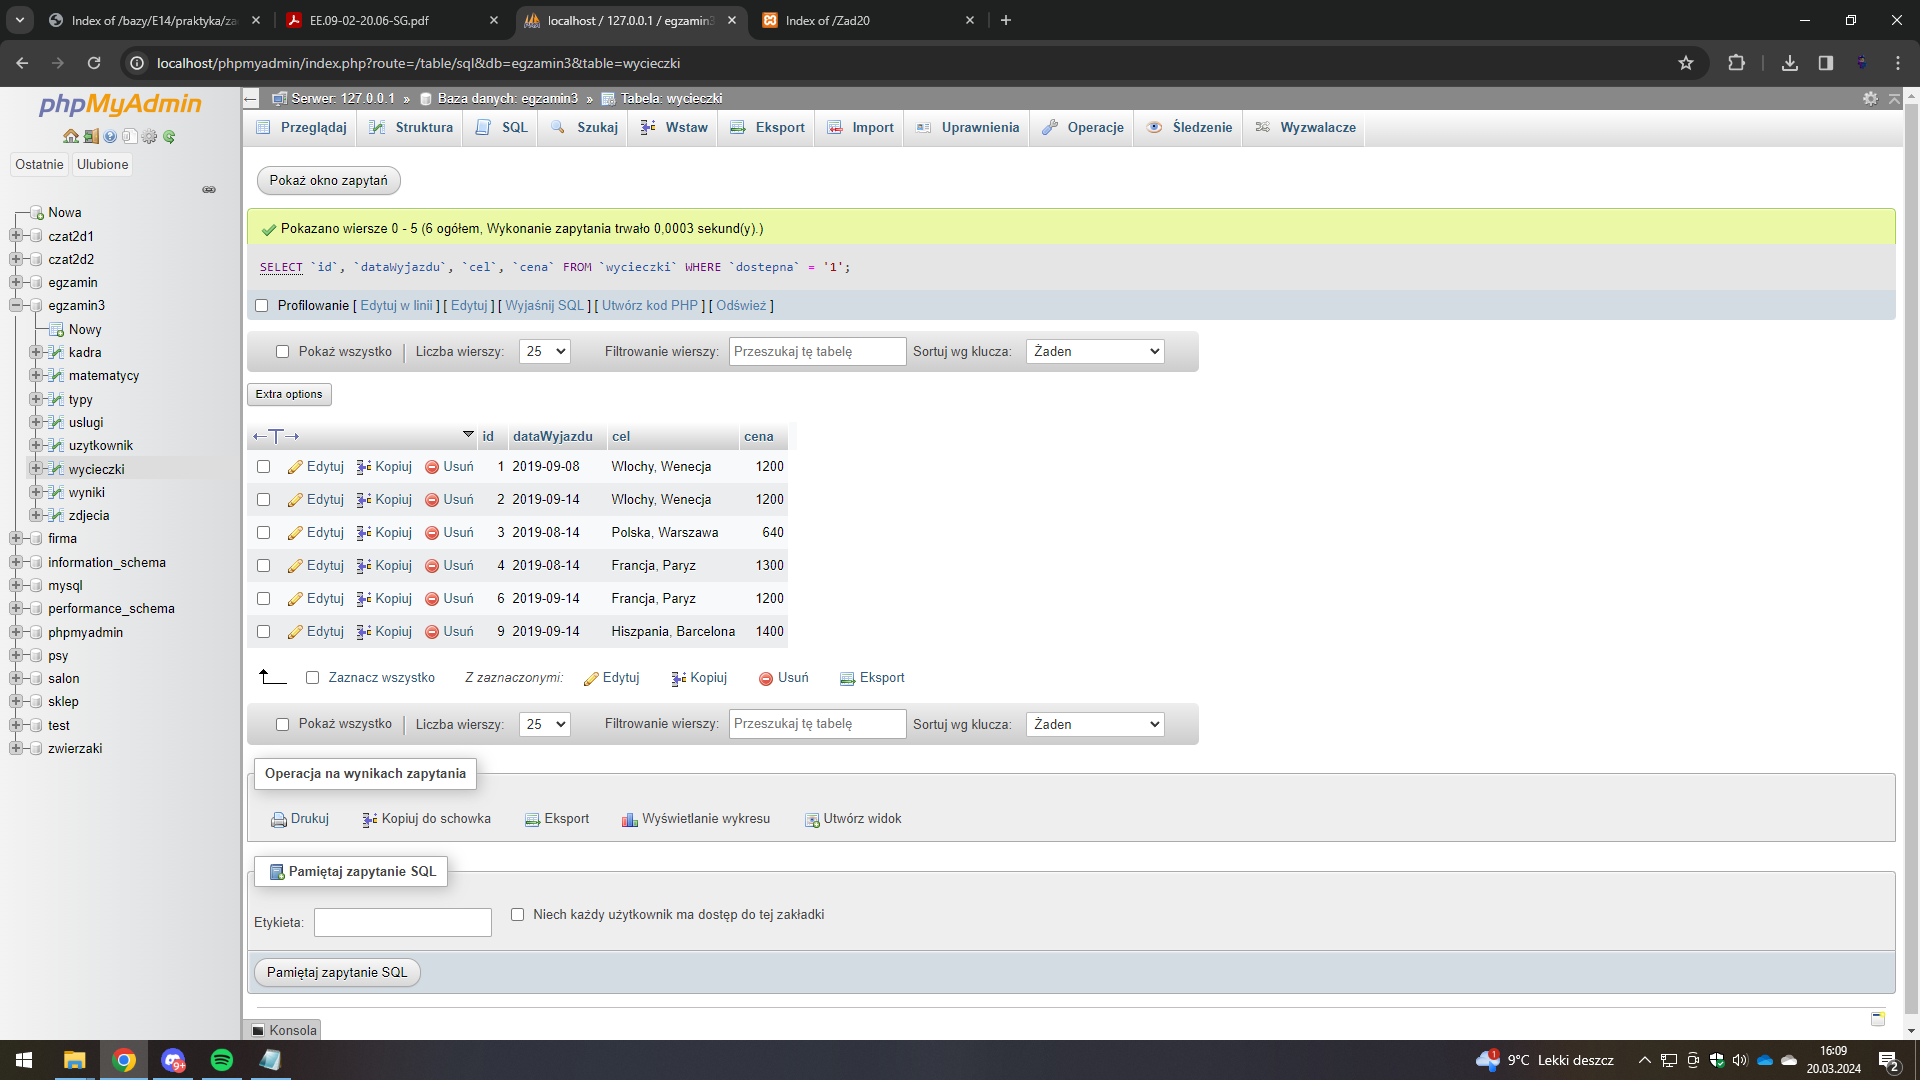 Index of /bazy/E14/praktyka/za
EE.09-02-20.06-SG.pdf
localhost / 127.0.0.1 / egzamin3
Index of /Zad20
localhost/phpmyadmin/index.php?route=/table/sql&db=egzamin3&table=wycieczki
phpMyAdmin
Ostatnie
Ulubione
Nowa
czat2d1
czat2d2
egzamin
egzamin3
Nowy
kadra
matematycy
typy
uslugi
uzytkownik
wycieczki
wyniki
zdjecia
firma
information_schema
mysql
performance_schema
phpmyadmin
psy
salon
sklep
test
zwierzaki
Serwer: 127.0.0.1 » Baza danych: egzamin3 » Tabela: wycieczki
Przeglądaj Struktura SQL Szukaj Wstaw Eksport Import Uprawnienia Operacje Śledzenie Wyzwalacze
Pokaż okno zapytań
Pokazano wiersze 0 - 5 (6 ogółem, Wykonanie zapytania trwało 0,0003 sekund(y).)
SELECT `id`, `dataWyjazdu`, `cel`, `cena` FROM `wycieczki` WHERE `dostepna` = '1';
Profilowanie [ Edytuj w linii ] [ Edytuj ] [ Wyjaśnij SQL ] [ Utwórz kod PHP ] [ Odśwież ]
Pokaż wszystko Liczba wierszy: 25 Filtrowanie wierszy: Przeszukaj tę tabelę Sortuj wg klucza: Żaden
Extra options
←T→ id dataWyjazdu cel cena
Edytuj Kopiuj Usuń 1 2019-09-08 Wlochy, Wenecja 1200
Edytuj Kopiuj Usuń 2 2019-09-14 Wlochy, Wenecja 1200
Edytuj Kopiuj Usuń 3 2019-08-14 Polska, Warszawa 640
Edytuj Kopiuj Usuń 4 2019-08-14 Francja, Paryz 1300
Edytuj Kopiuj Usuń 6 2019-09-14 Francja, Paryz 1200
Edytuj Kopiuj Usuń 9 2019-09-14 Hiszpania, Barcelona 1400
Zaznacz wszystko Z zaznaczonymi: Edytuj Kopiuj Usuń Eksport
Pokaż wszystko Liczba wierszy: 25 Filtrowanie wierszy: Przeszukaj tę tabelę Sortuj wg klucza: Żaden
Operacja na wynikach zapytania
Drukuj Kopiuj do schowka Eksport Wyświetlanie wykresu Utwórz widok
Pamiętaj zapytanie SQL
Etykieta: Niech każdy użytkownik ma dostęp do tej zakładki
Pamiętaj zapytanie SQL
Konsola
9+
1
9°C Lekki deszcz
16:09
20.03.2024
2